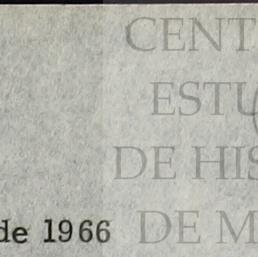 CENT
ESTU
DE HIS
de 1966 DE M